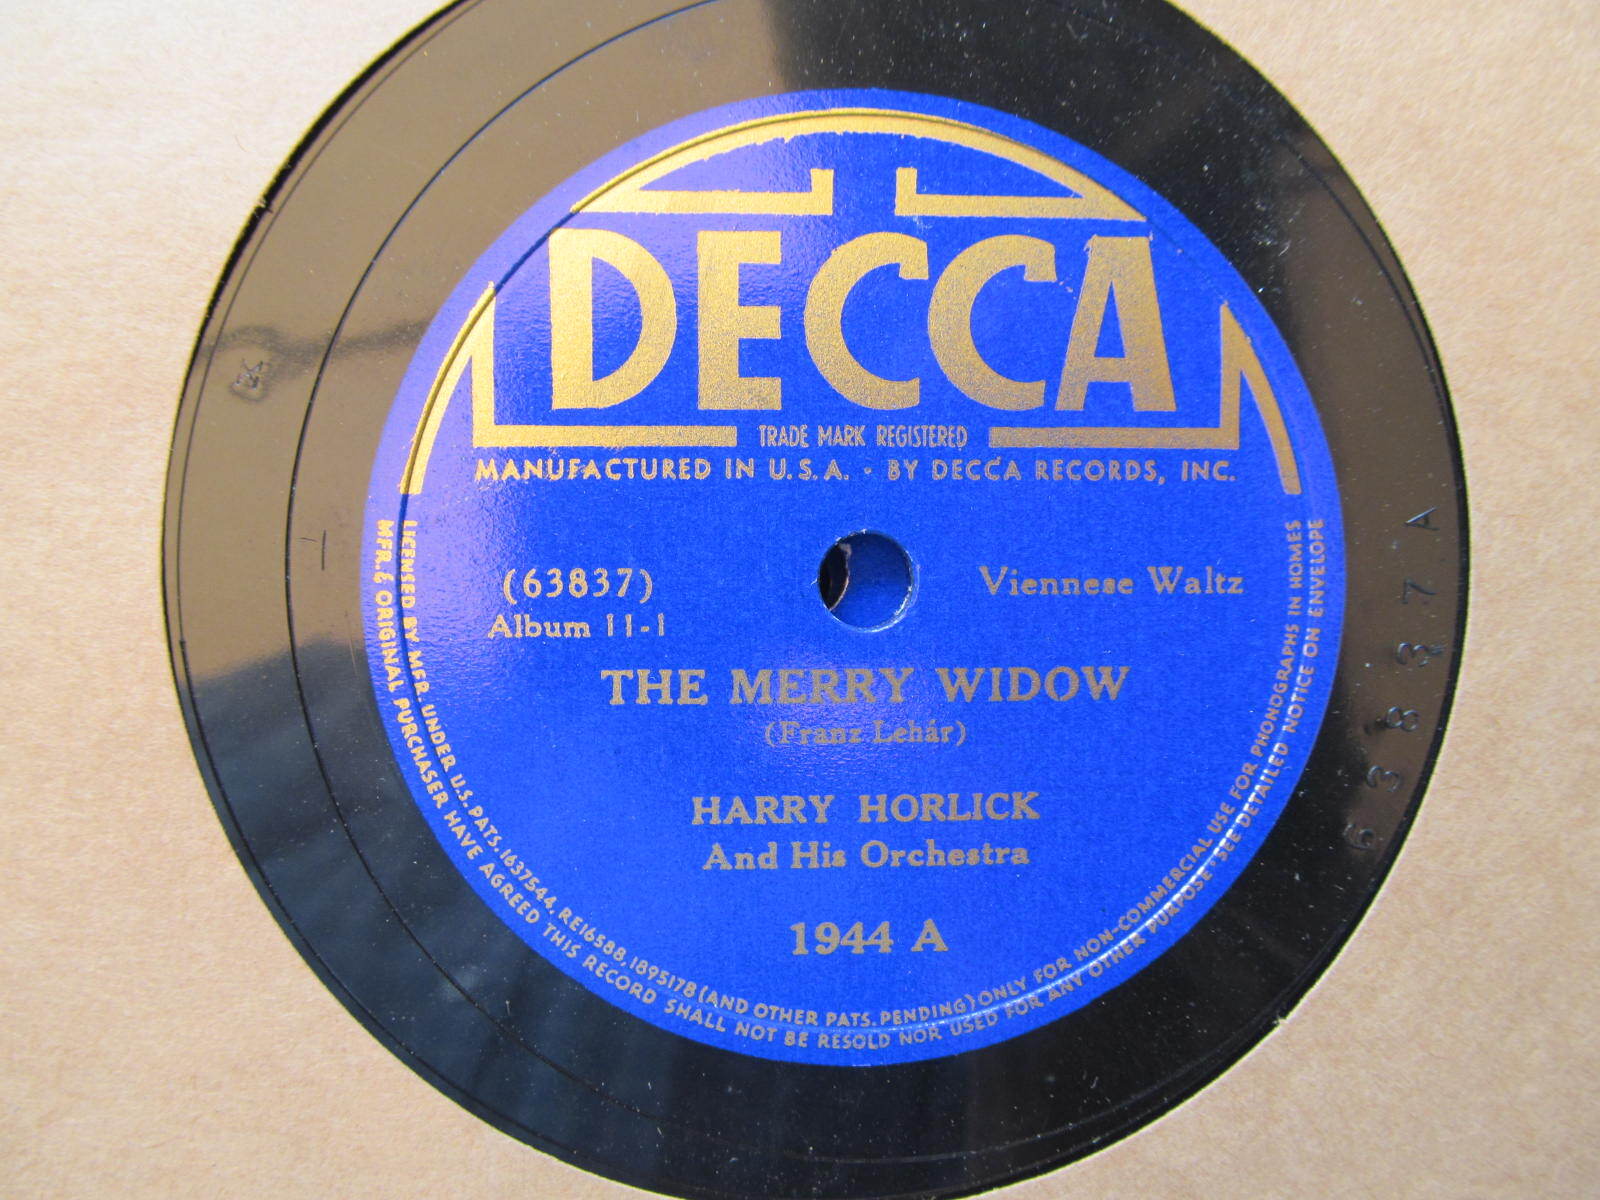 DECCA
TRADE MARK REGISTERED
MANUFACTURED IN U.S.A. · BY DECCA RECORDS, INC.
(63837)
Viennese Waltz
Album 11-1
THE MERRY WIDOW
(Franz Lehár)
HARRY HORLICK
And His Orchestra
1944 A
LICENSED BY MFR. UNDER U.S. PATS. 1637544, RE16588, 1895178 (AND OTHER PATS. PENDING) ONLY FOR NON-COMMERCIAL USE FOR PHONOGRAPHS IN HOMES
MFR. & ORIGINAL PURCHASER HAVE AGREED THIS RECORD SHALL NOT BE RESOLD NOR USED FOR ANY OTHER PURPOSE · SEE DETAILED NOTICE ON ENVELOPE
63837A